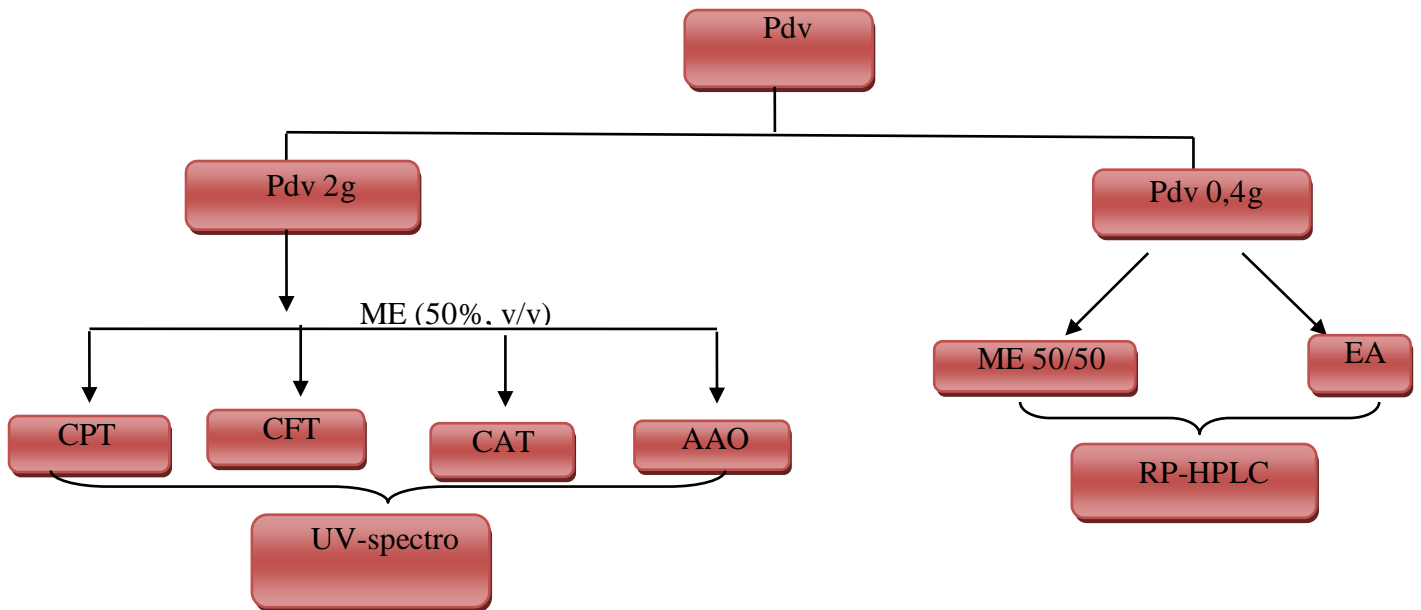 Pdv
Pdv 2g
Pdv 0,4g
ME (50%, v/v)
ME 50/50
EA
CPT
CFT
CAT
AAO
RP-HPLC
UV-spectro